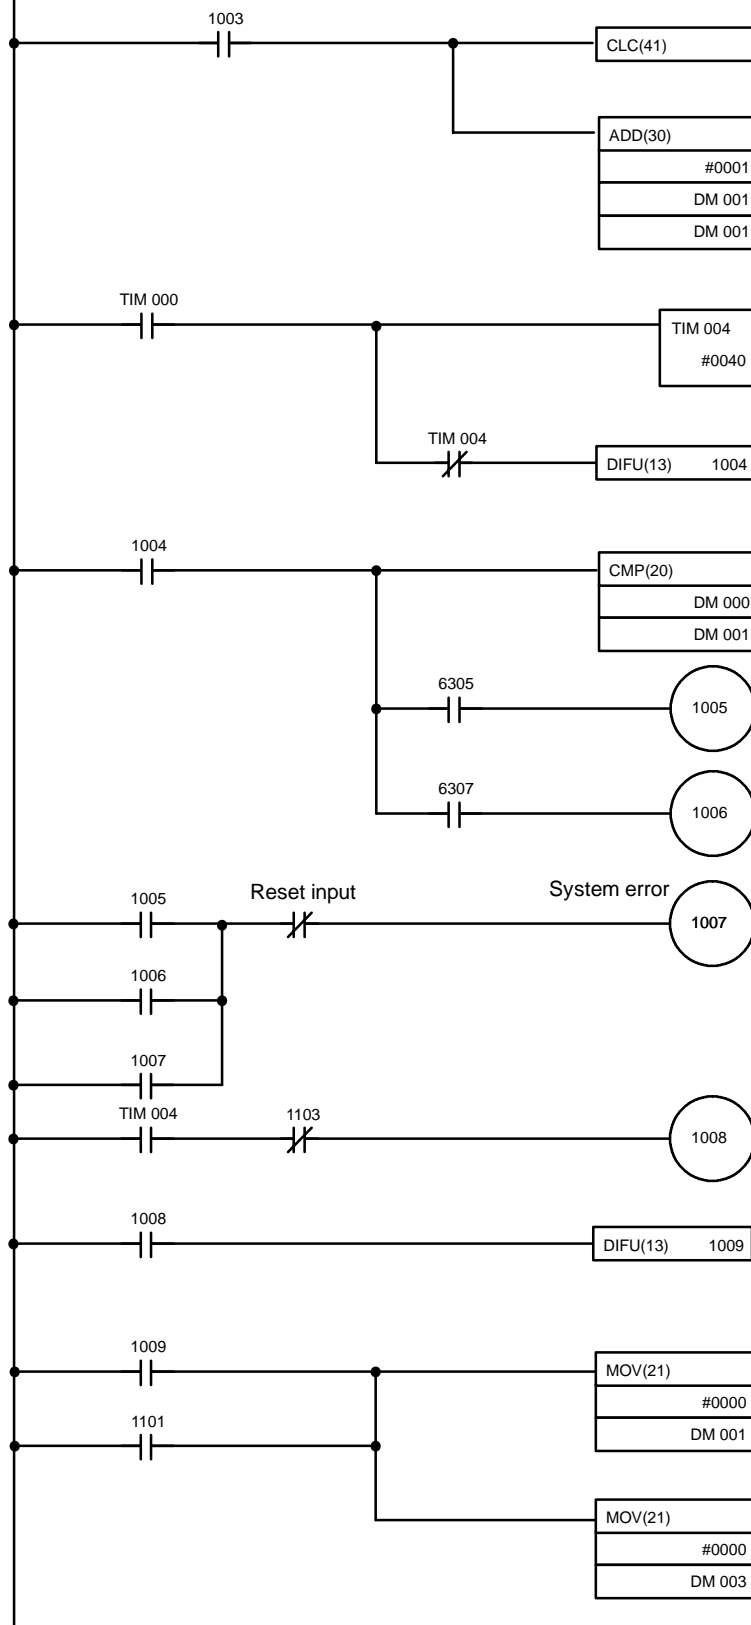 1003
CLC(41)
ADD(30)
#0001
DM 001
DM 001
TIM 000
TIM 004
#0040
TIM 004
DIFU(13) 1004
1004
CMP(20)
DM 000
DM 001
6305
1005
6307
1006
1005
Reset input
System error
1007
1006
1007
TIM 004
1103
1008
1008
DIFU(13) 1009
1009
MOV(21)
#0000
DM 001
1101
MOV(21)
#0000
DM 003